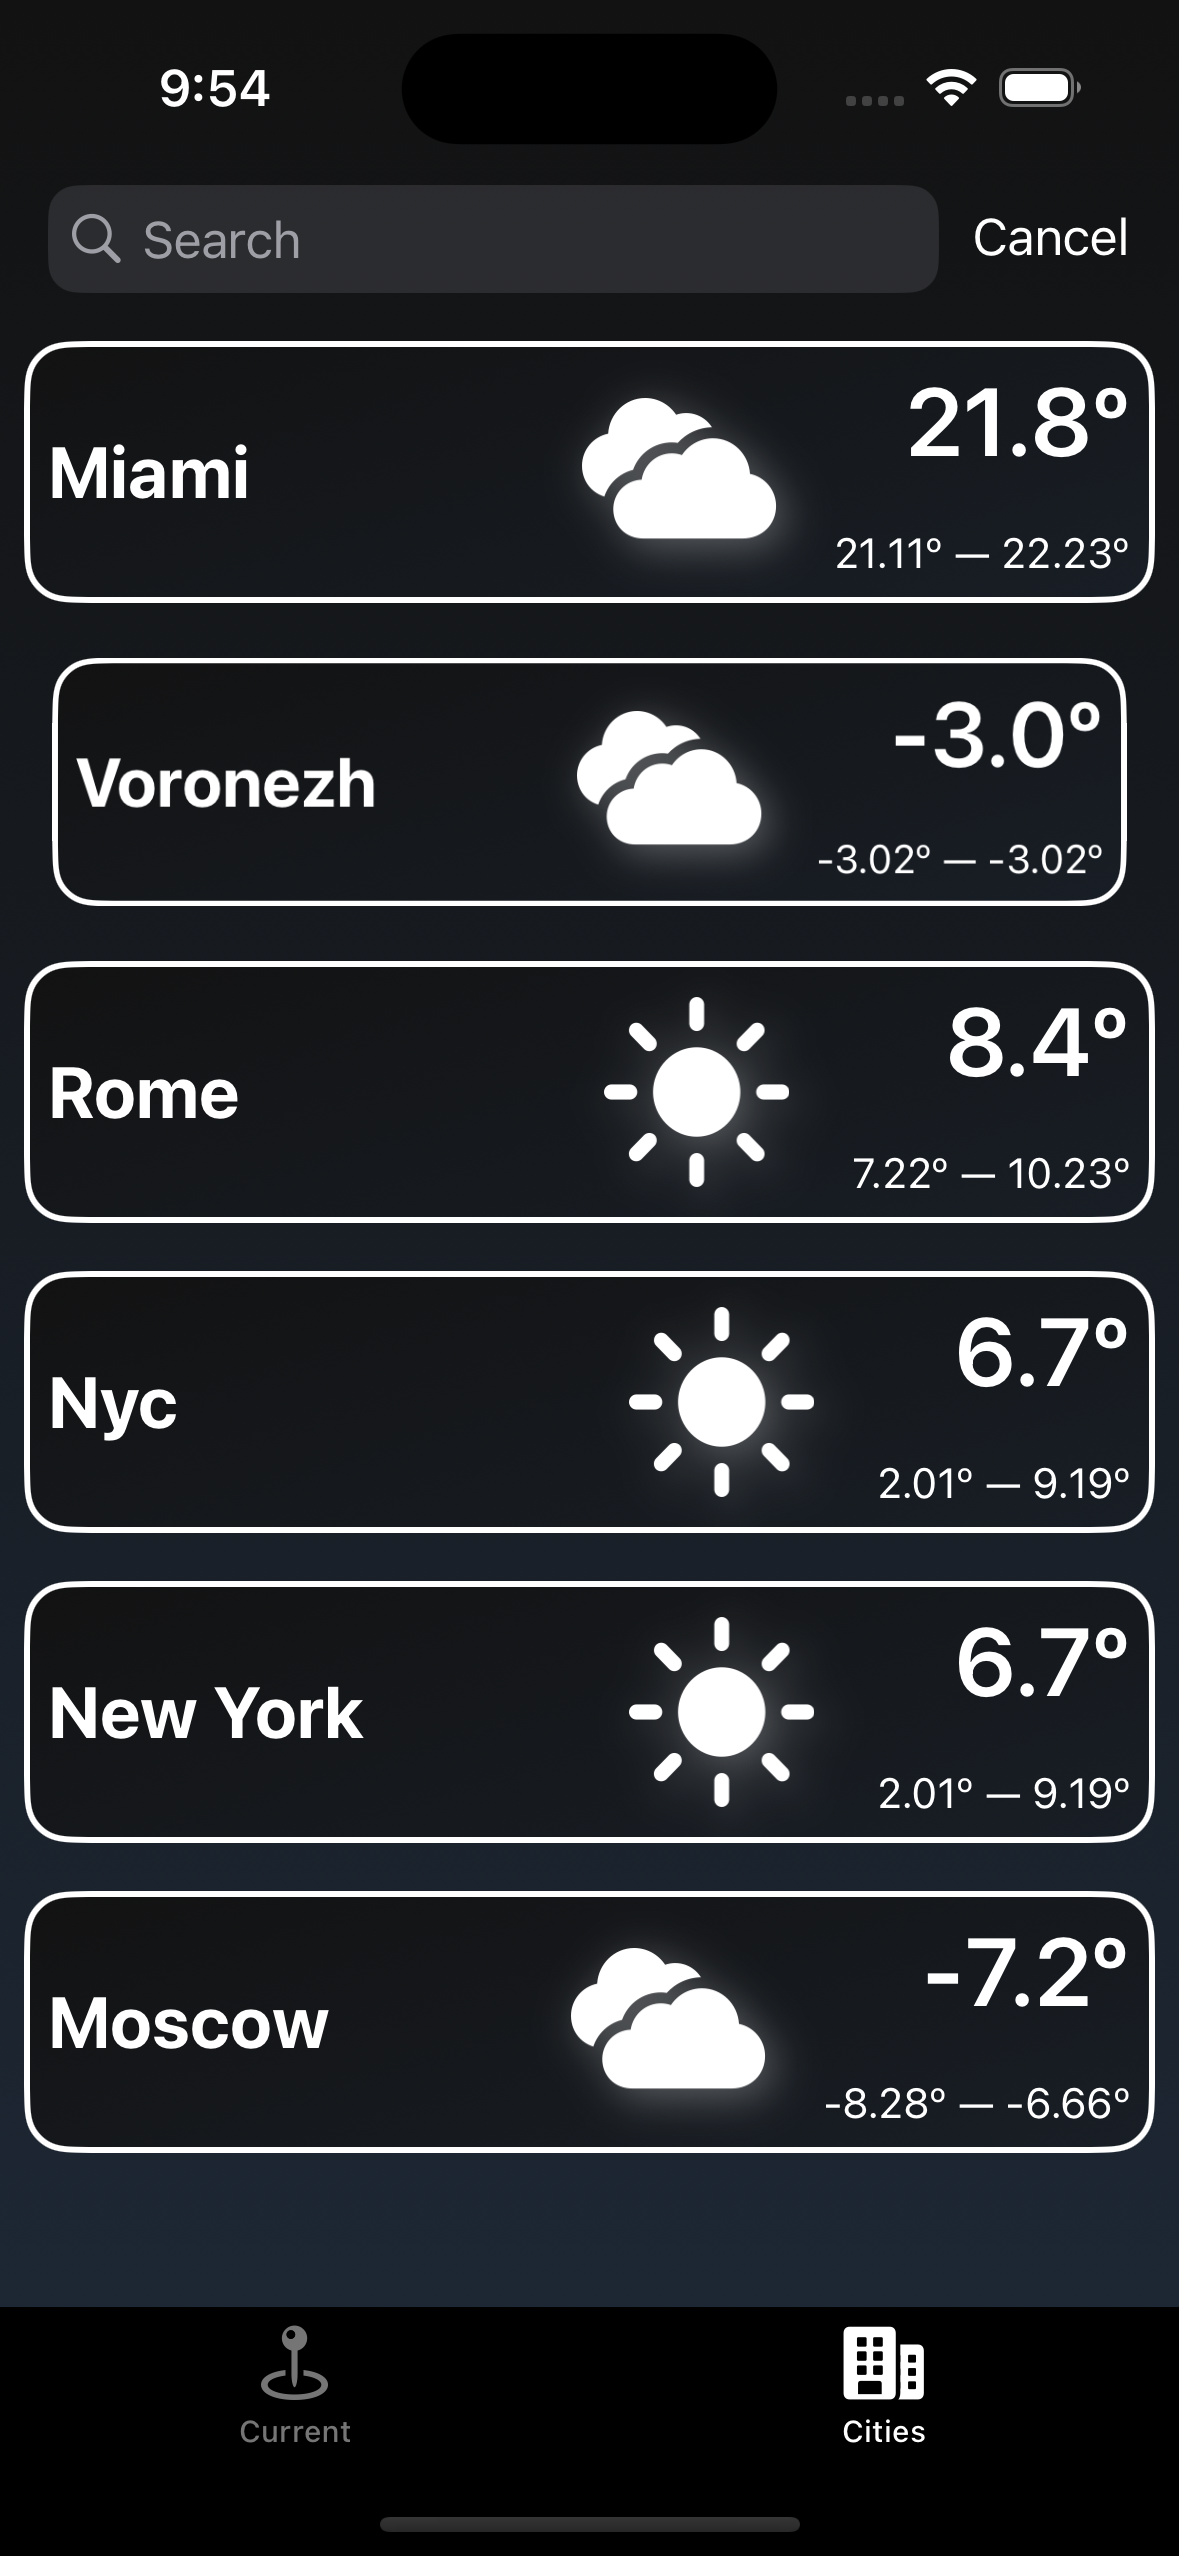 9:54
Search
Cancel
Miami
21.8°
21.11° — 22.23°
Voronezh
-3.0°
-3.02° — -3.02°
Rome
8.4°
7.22° — 10.23°
Nyc
6.7°
2.01° — 9.19°
New York
6.7°
2.01° — 9.19°
Moscow
-7.2°
-8.28° — -6.66°
Current
Cities